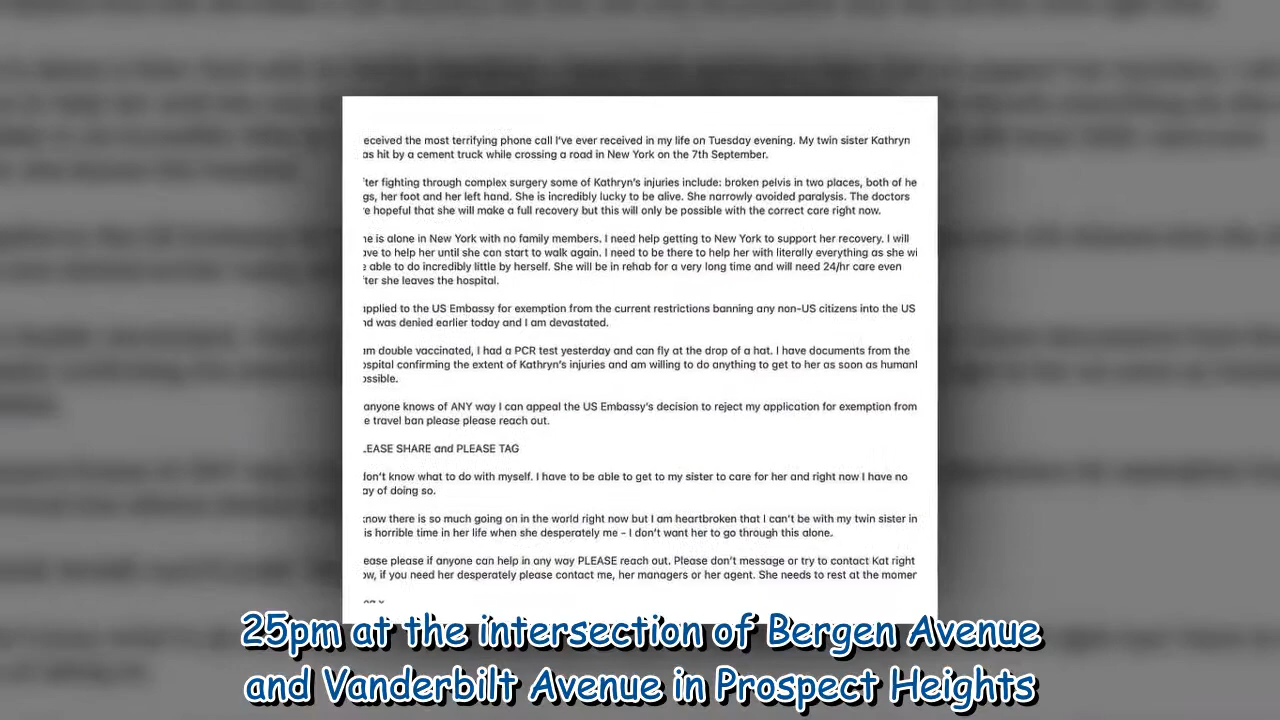 eceived the most terrifying phone call I've ever received in my life on Tuesday evening. My twin sister Kathryn
as hit by a cement truck while crossing a road in New York on the 7th September.
ter fighting through complex surgery some of Kathryn's injuries include: broken pelvis in two places, both of he
gs, her foot and her left hand. She is incredibly lucky to be alive. She narrowly avoided paralysis. The doctors
e hopeful that she will make a full recovery but this will only be possible with the correct care right now.
he is alone in New York with no family members. I need help getting to New York to support her recovery. I will
ave to help her until she can start to walk again. I need to be there to help her with literally everything as she wi
e able to do incredibly little by herself. She will be in rehab for a very long time and will need 24/hr care even
ter she leaves the hospital.
applied to the US Embassy for exemption from the current restrictions banning any non-US citizens into the US
nd was denied earlier today and I am devastated.
am double vaccinated, I had a PCR test yesterday and can fly at the drop of a hat. I have documents from the
ospital confirming the extent of Kathryn's injuries and am willing to do anything to get to her as soon as humanl
ossible.
anyone knows of ANY way I can appeal the US Embassy's decision to reject my application for exemption from
e travel ban please please reach out.
LEASE SHARE and PLEASE TAG
don't know what to do with myself. I have to be able to get to my sister to care for her and right now I have no
ay of doing so.
know there is so much going on in the world right now but I am heartbroken that I can't be with my twin sister in
is horrible time in her life when she desperately me – I don't want her to go through this alone.
ease please if anyone can help in any way PLEASE reach out. Please don't message or try to contact Kat right
ow, if you need her desperately please contact me, her managers or her agent. She needs to rest at the momer
25pm at the intersection of Bergen Avenue
and Vanderbilt Avenue in Prospect Heights